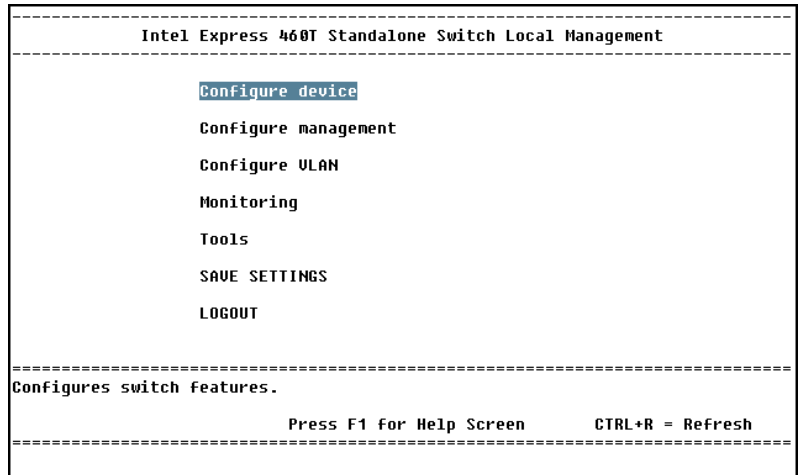 Intel Express 460T Standalone Switch Local Management
Configure device
Configure management
Configure VLAN
Monitoring
Tools
SAVE SETTINGS
LOGOUT
Configures switch features.
Press F1 for Help Screen CTRL+R = Refresh